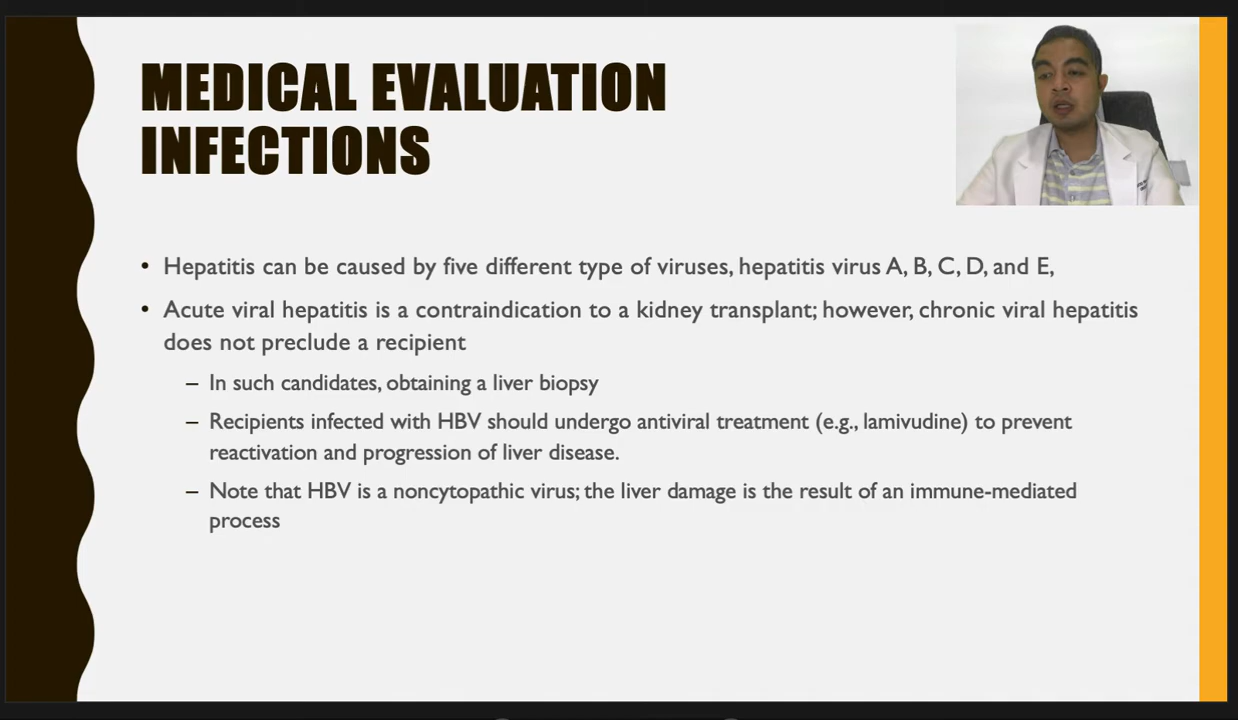 MEDICAL EVALUATION
INFECTIONS
• Hepatitis can be caused by five different type of viruses, hepatitis virus A, B, C, D, and E,
• Acute viral hepatitis is a contraindication to a kidney transplant; however, chronic viral hepatitis
does not preclude a recipient
– In such candidates, obtaining a liver biopsy
– Recipients infected with HBV should undergo antiviral treatment (e.g., lamivudine) to prevent
reactivation and progression of liver disease.
– Note that HBV is a noncytopathic virus; the liver damage is the result of an immune-mediated
process